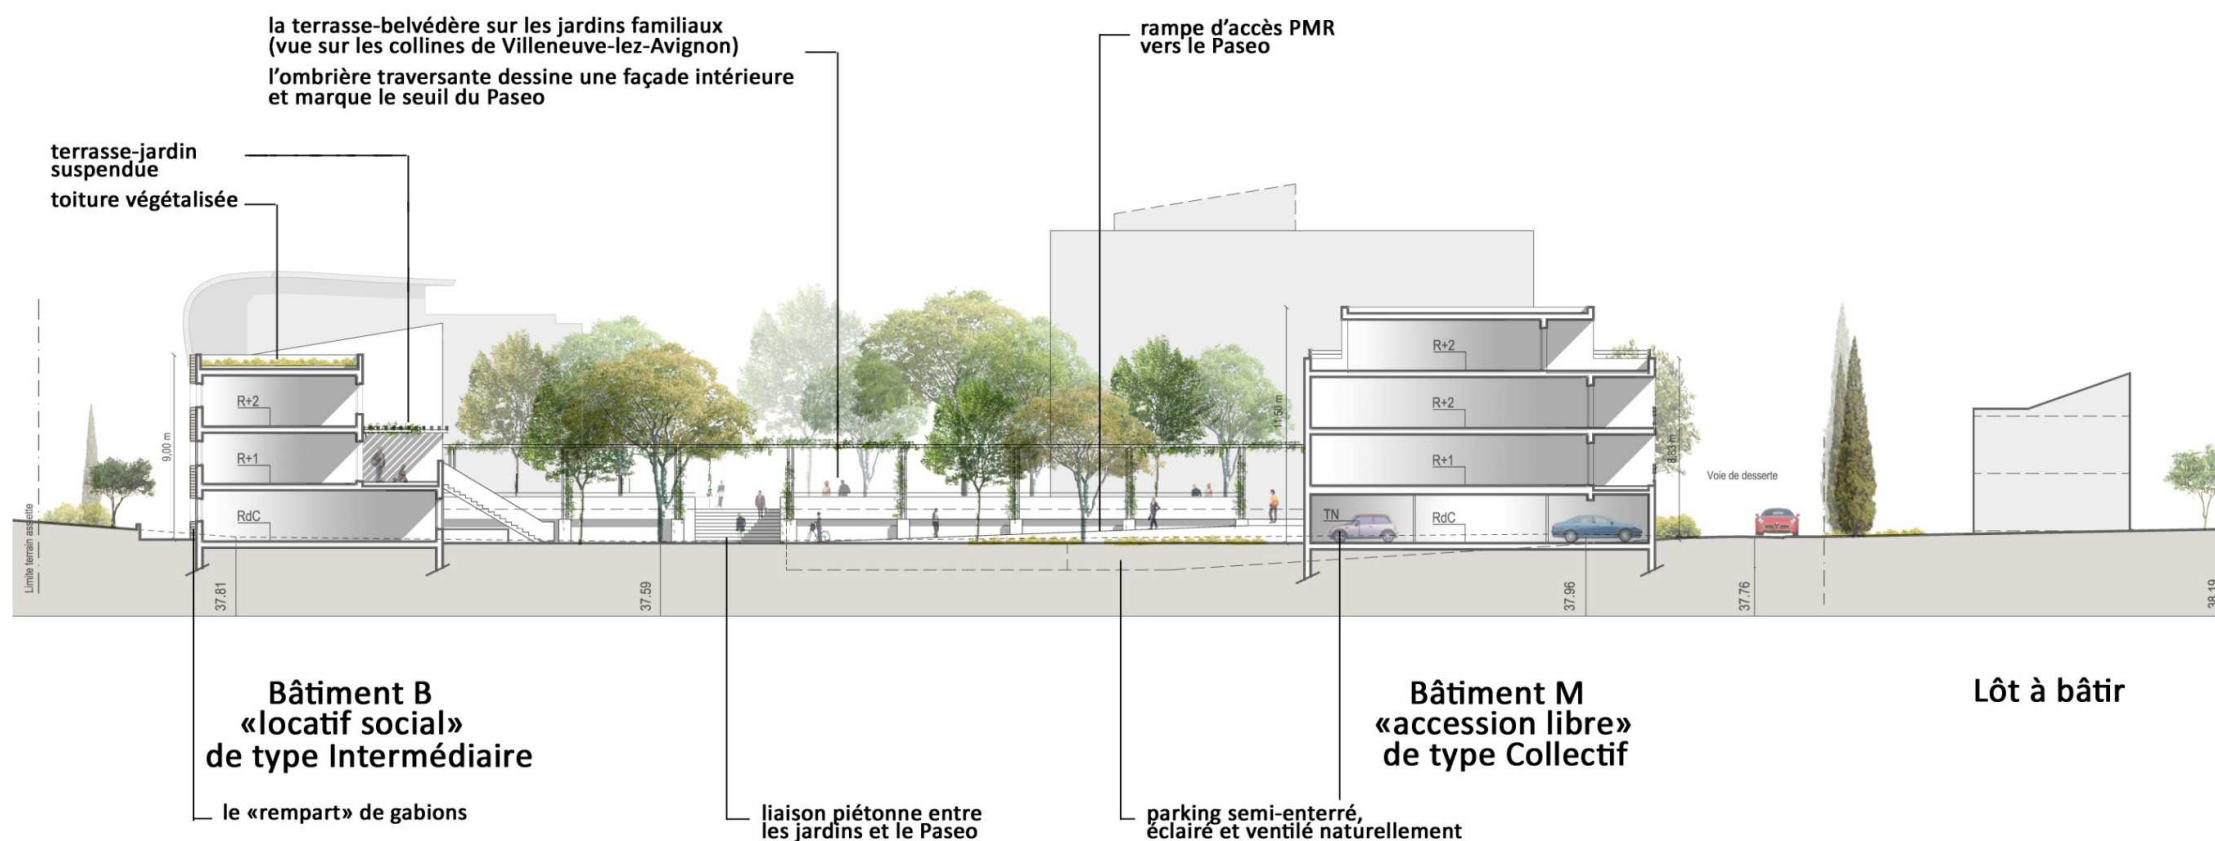 la terrasse-belvédère sur les jardins familiaux
(vue sur les collines de Villeneuve-lez-Avignon)
l’ombrière traversante dessine une façade intérieure
et marque le seuil du Paseo
rampe d’accès PMR
vers le Paseo
terrasse-jardin
suspendue
toiture végétalisée
R+2
R+1
RdC
9,00 m
Limite terrain assiette
11,50 m
R+2
R+2
R+1
TN
RdC
8,83 m
Voie de desserte
37.81
37.59
37.96
37.76
38.19
Bâtiment B
«locatif social»
de type Intermédiaire
Bâtiment M
«accession libre»
de type Collectif
Lôt à bâtir
le «rempart» de gabions
liaison piétonne entre
les jardins et le Paseo
parking semi-enterré,
éclairé et ventilé naturellement